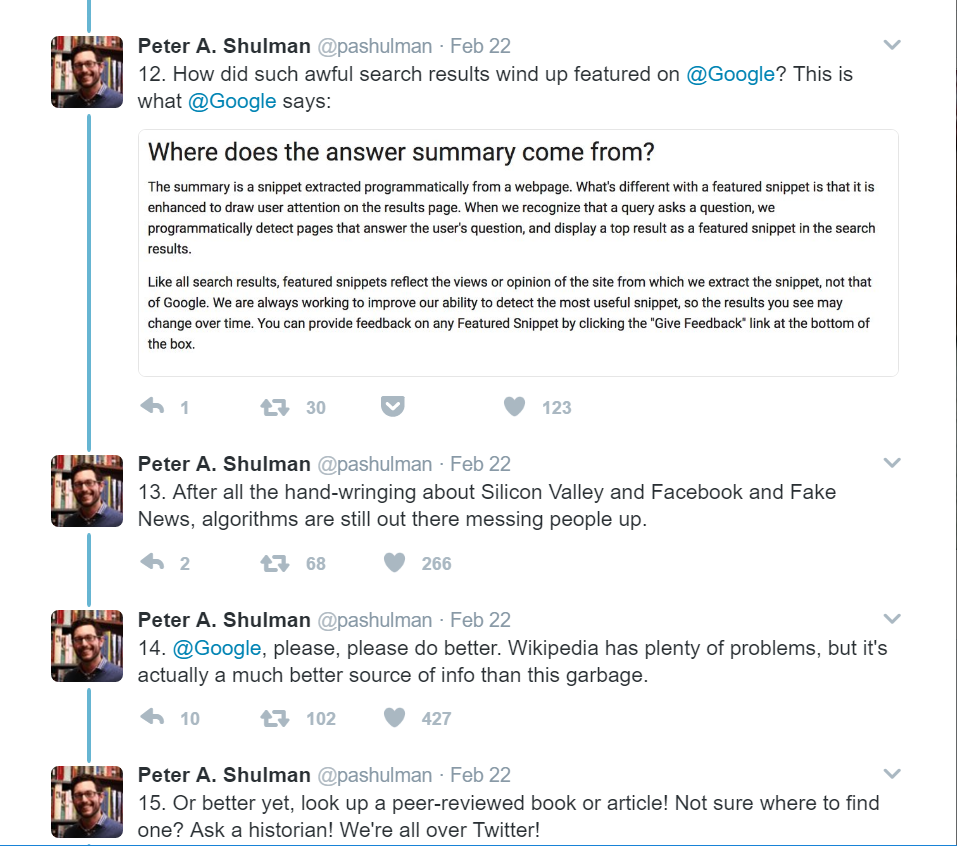 Peter A. Shulman @pashulman · Feb 22
12. How did such awful search results wind up featured on @Google? This is
what @Google says:
Where does the answer summary come from?
The summary is a snippet extracted programmatically from a webpage. What's different with a featured snippet is that it is
enhanced to draw user attention on the results page. When we recognize that a query asks a question, we
programmatically detect pages that answer the user's question, and display a top result as a featured snippet in the search
results.
Like all search results, featured snippets reflect the views or opinion of the site from which we extract the snippet, not that
of Google. We are always working to improve our ability to detect the most useful snippet, so the results you see may
change over time. You can provide feedback on any Featured Snippet by clicking the "Give Feedback" link at the bottom of
the box.
1 30 123
Peter A. Shulman @pashulman · Feb 22
13. After all the hand-wringing about Silicon Valley and Facebook and Fake
News, algorithms are still out there messing people up.
2 68 266
Peter A. Shulman @pashulman · Feb 22
14. @Google, please, please do better. Wikipedia has plenty of problems, but it's
actually a much better source of info than this garbage.
10 102 427
Peter A. Shulman @pashulman · Feb 22
15. Or better yet, look up a peer-reviewed book or article! Not sure where to find
one? Ask a historian! We're all over Twitter!